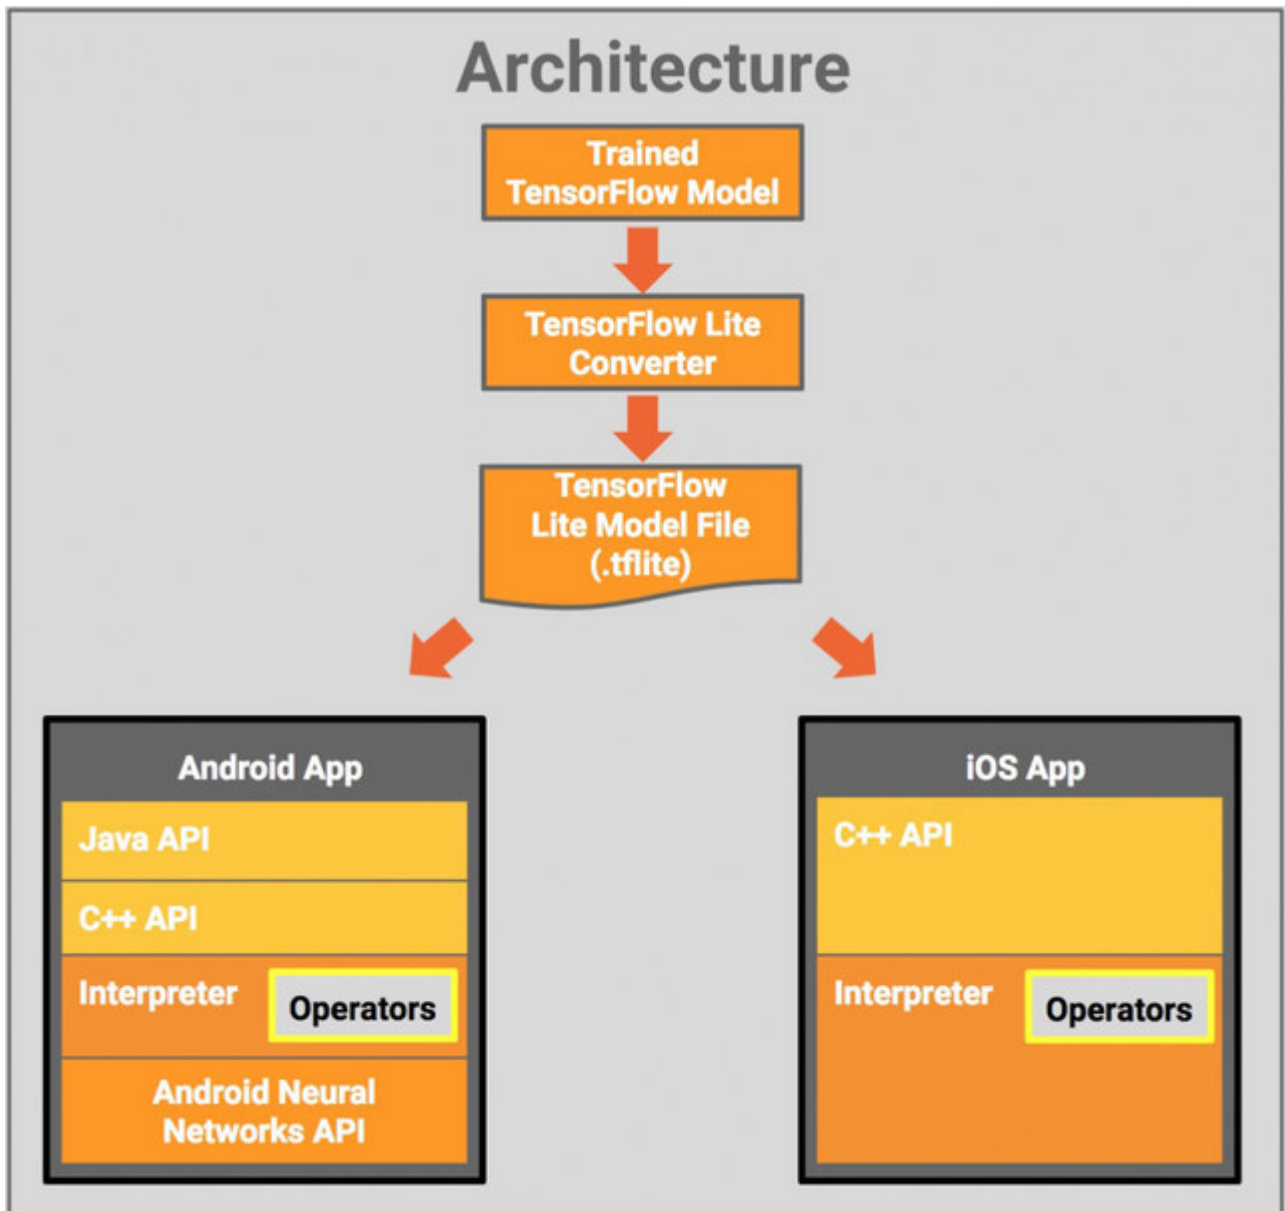 Architecture
Trained
TensorFlow Model
TensorFlow Lite
Converter
TensorFlow
Lite Model File
(.tflite)
Android App
Java API
C++ API
Interpreter
Operators
Android Neural
Networks API
iOS App
C++ API
Interpreter
Operators